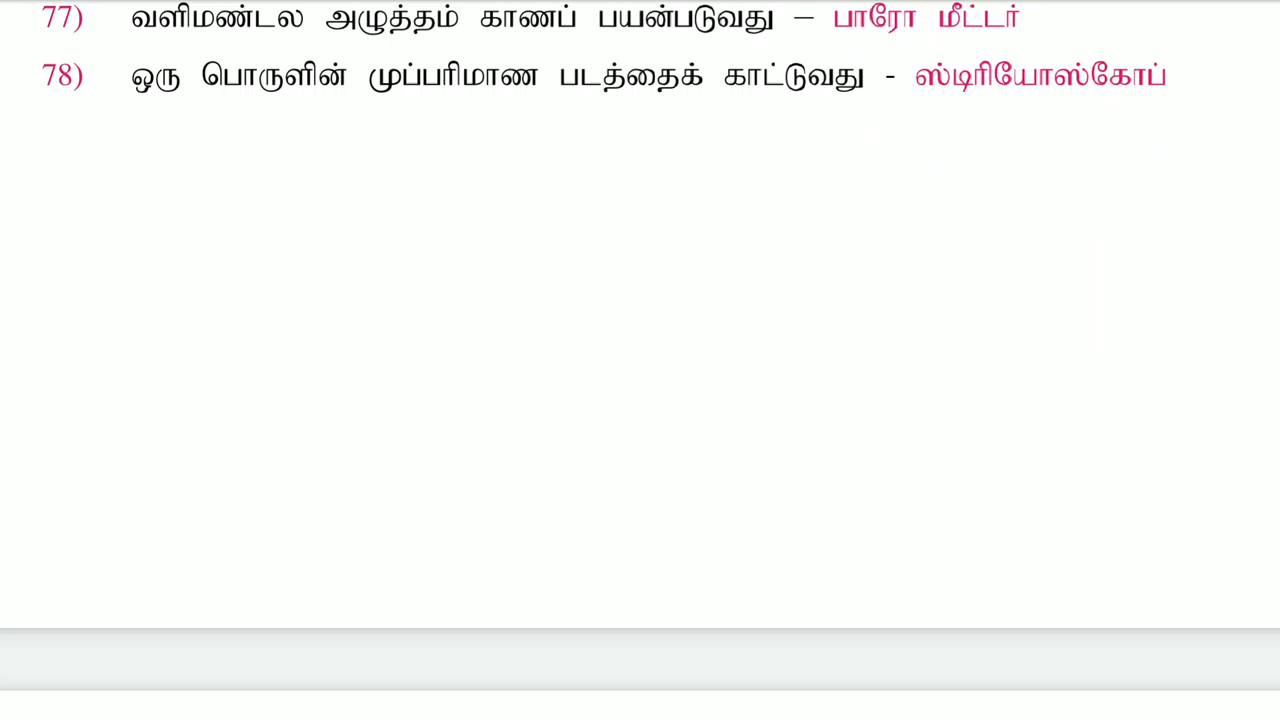 77) வளிமண்டல அழுத்தம் காணப் பயன்படுவது – பாரோ மீட்டர்
78) ஒரு பொருளின் முப்பரிமாண படத்தைக் காட்டுவது - ஸ்டிரியோஸ்கோப்